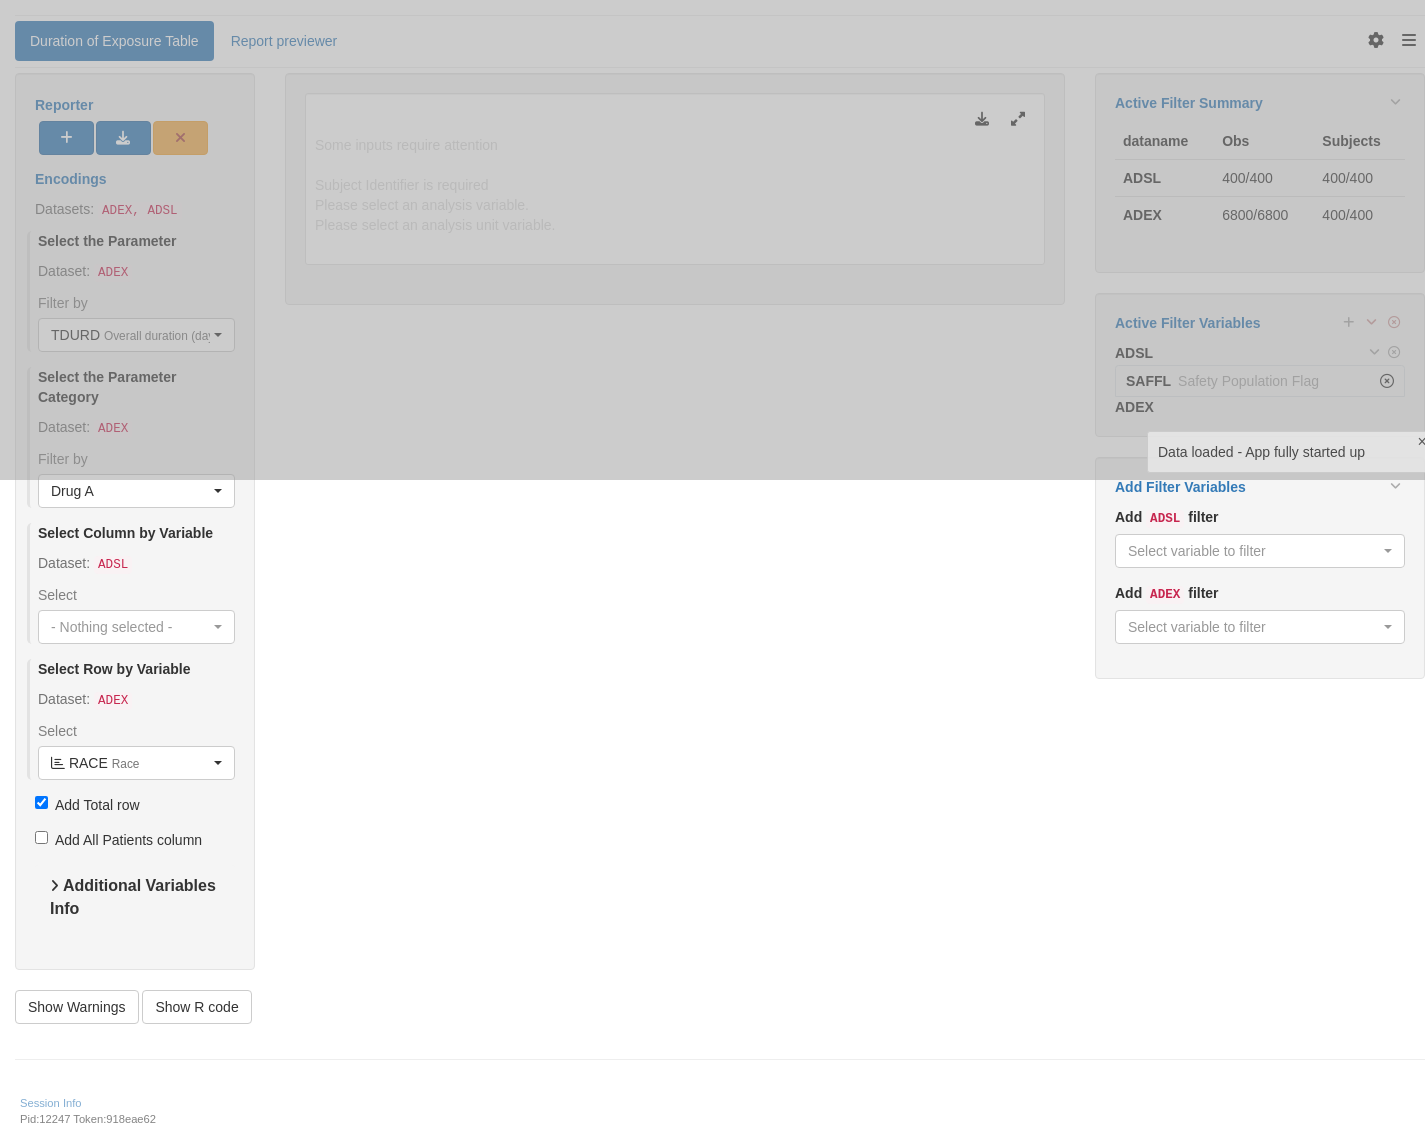 Duration of Exposure Table
Report previewer
Reporter
Encodings
Datasets: ADEX, ADSL
Select the Parameter
Dataset: ADEX
Filter by
TDURD Overall duration (day
Select the Parameter
Category
Dataset: ADEX
Filter by
Drug A
Select Column by Variable
Dataset: ADSL
Select
- Nothing selected -
Select Row by Variable
Dataset: ADEX
Select
RACE Race
Add Total row
Add All Patients column
Additional Variables
Info
Show Warnings
Show R code
Some inputs require attention
Subject Identifier is required
Please select an analysis variable.
Please select an analysis unit variable.
Active Filter Summary
dataname Obs Subjects
ADSL 400/400 400/400
ADEX 6800/6800 400/400
Active Filter Variables
ADSL
SAFFL Safety Population Flag
ADEX
Data loaded - App fully started up
Add Filter Variables
Add ADSL filter
Select variable to filter
Add ADEX filter
Select variable to filter
Session Info
Pid:12247 Token:918eae62